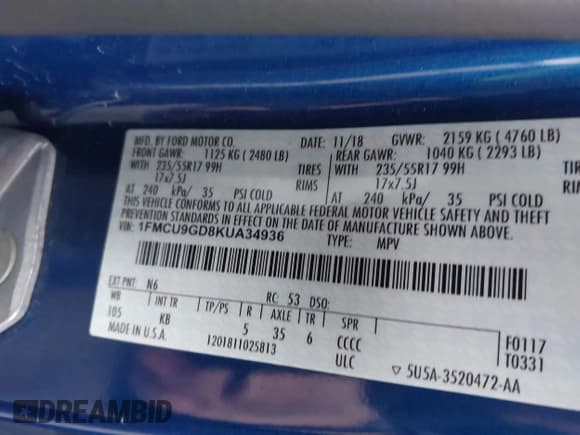 MFD. BY FORD MOTOR CO. DATE: 11/18 GVWR: 2159 KG ( 4760 LB)
FRONT GAWR: 1125 KG ( 2480 LB) REAR GAWR: 1040 KG ( 2293 LB)
WITH 235/55R17 99H TIRES WITH 235/55R17 99H TIRES
17x7.5J RIMS 17x7.5J RIMS
AT 240 kPa/ 35 PSI COLD AT 240 kPa/ 35 PSI COLD
THIS VEHICLE CONFORMS TO ALL APPLICABLE FEDERAL MOTOR VEHICLE SAFETY AND THEFT
PREVENTION STANDARDS IN EFFECT ON THE DATE OF MANUFACTURE SHOWN ABOVE.
VIN: 1FMCU9GD8KUA34936 TYPE: MPV
EXT PNT: N6 RC: 53 DSO:
WB INT TR TP/PS R AXLE TR SPR
105 KB 5 35 6 CCCC F0117
MADE IN U.S.A. 1201811025813 ULC T0331
▽ 5U5A-3520472-AA
DREAMBID